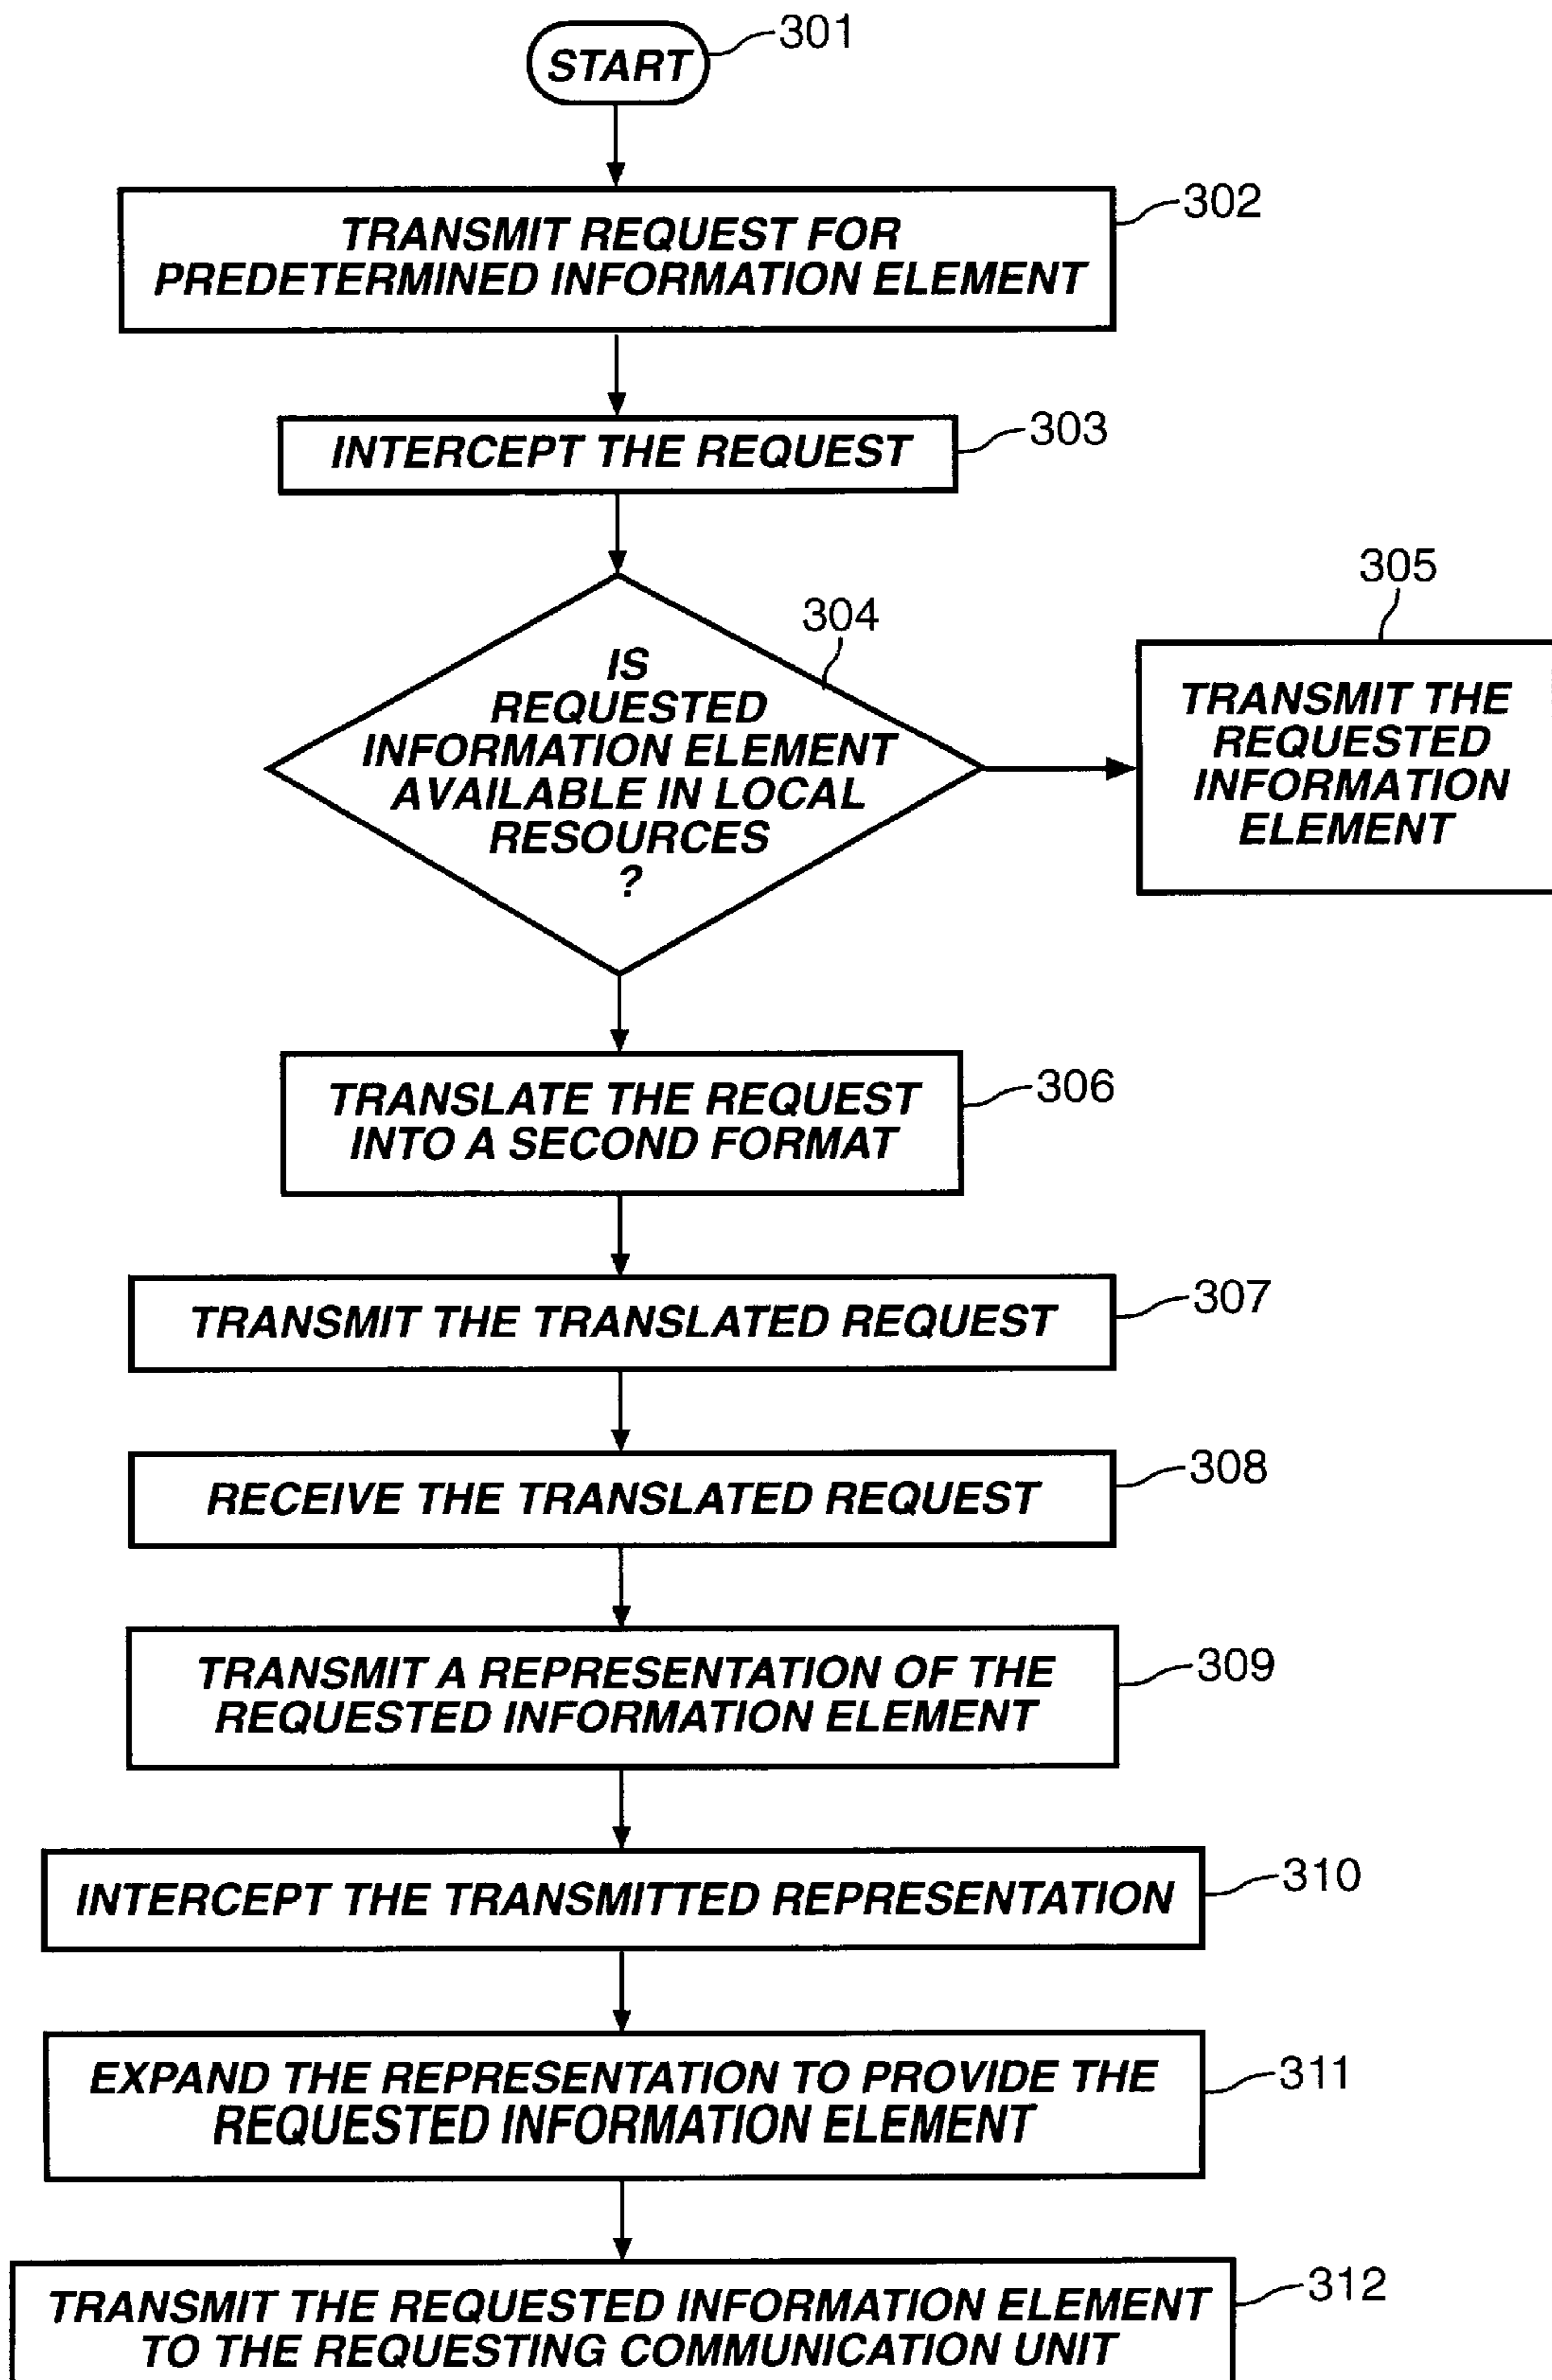 START
301
TRANSMIT REQUEST FOR
PREDETERMINED INFORMATION ELEMENT
302
INTERCEPT THE REQUEST
303
IS
REQUESTED
INFORMATION ELEMENT
AVAILABLE IN LOCAL
RESOURCES
?
304
305
TRANSMIT THE
REQUESTED
INFORMATION
ELEMENT
TRANSLATE THE REQUEST
INTO A SECOND FORMAT
306
TRANSMIT THE TRANSLATED REQUEST
307
RECEIVE THE TRANSLATED REQUEST
308
TRANSMIT A REPRESENTATION OF THE
REQUESTED INFORMATION ELEMENT
309
INTERCEPT THE TRANSMITTED REPRESENTATION
310
EXPAND THE REPRESENTATION TO PROVIDE THE
REQUESTED INFORMATION ELEMENT
311
TRANSMIT THE REQUESTED INFORMATION ELEMENT
TO THE REQUESTING COMMUNICATION UNIT
312